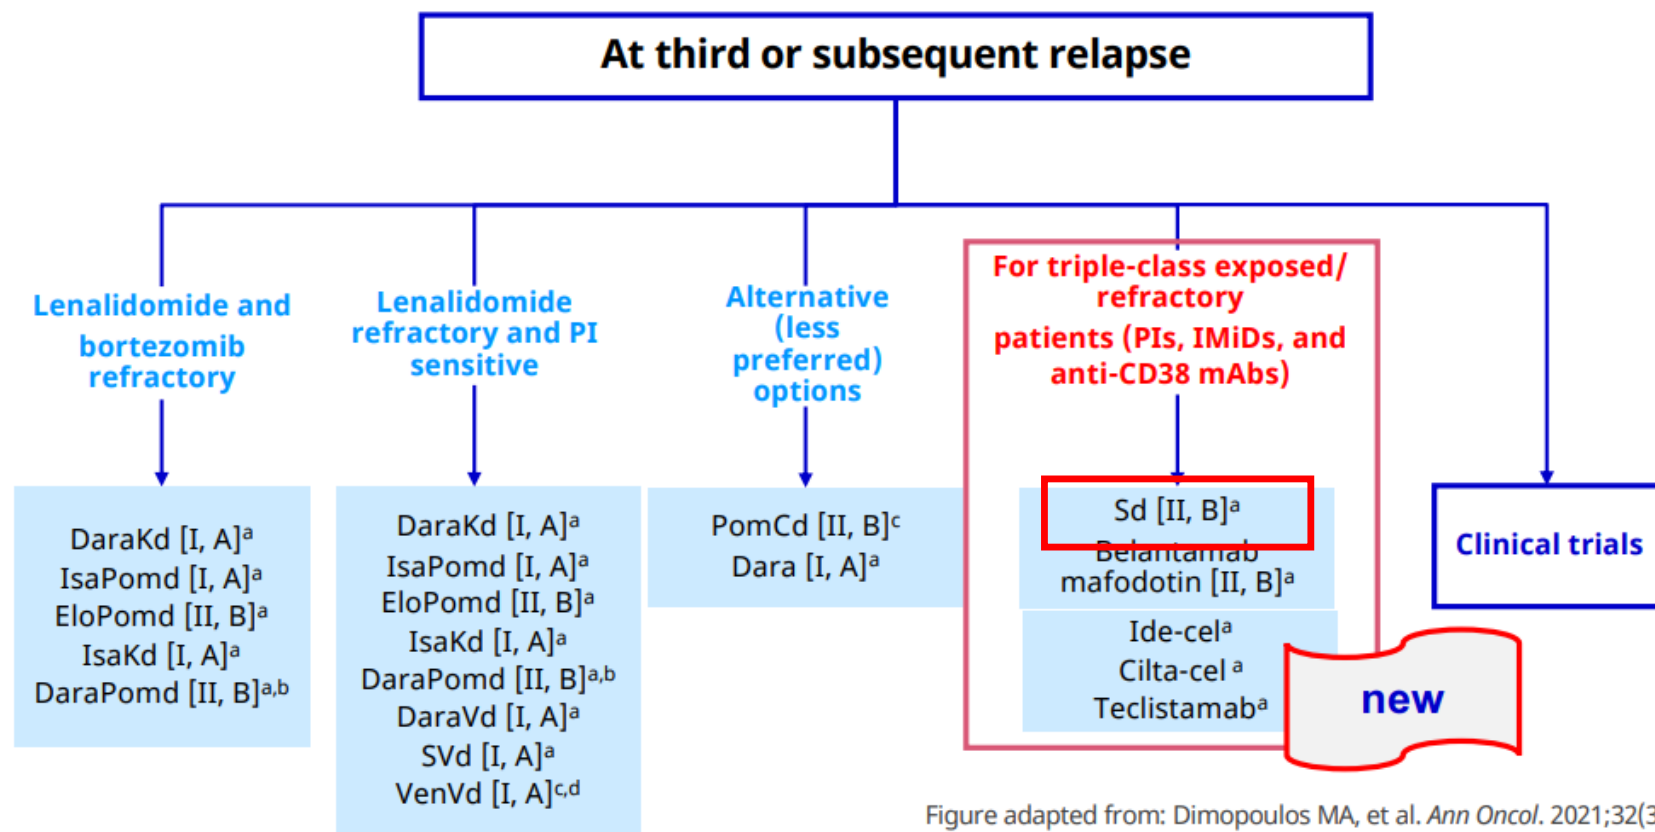 At third or subsequent relapse
Lenalidomide and
bortezomib
refractory
DaraKd [I, A]ᵃ
IsaPomd [I, A]ᵃ
EloPomd [II, B]ᵃ
IsaKd [I, A]ᵃ
DaraPomd [II, B]ᵃ,ᵇ
Lenalidomide
refractory and PI
sensitive
DaraKd [I, A]ᵃ
IsaPomd [I, A]ᵃ
EloPomd [II, B]ᵃ
IsaKd [I, A]ᵃ
DaraPomd [II, B]ᵃ,ᵇ
DaraVd [I, A]ᵃ
SVd [I, A]ᵃ
VenVd [I, A]ᶜ,ᵈ
Alternative
(less
preferred)
options
PomCd [II, B]ᶜ
Dara [I, A]ᵃ
For triple-class exposed/
refractory
patients (PIs, IMiDs, and
anti-CD38 mAbs)
Sd [II, B]ᵃ
Belantamab
mafodotin [II, B]ᵃ
Ide-celᵃ
Cilta-cel ᵃ
Teclistamabᵃ
new
Clinical trials
Figure adapted from: Dimopoulos MA, et al. Ann Oncol. 2021;32(3